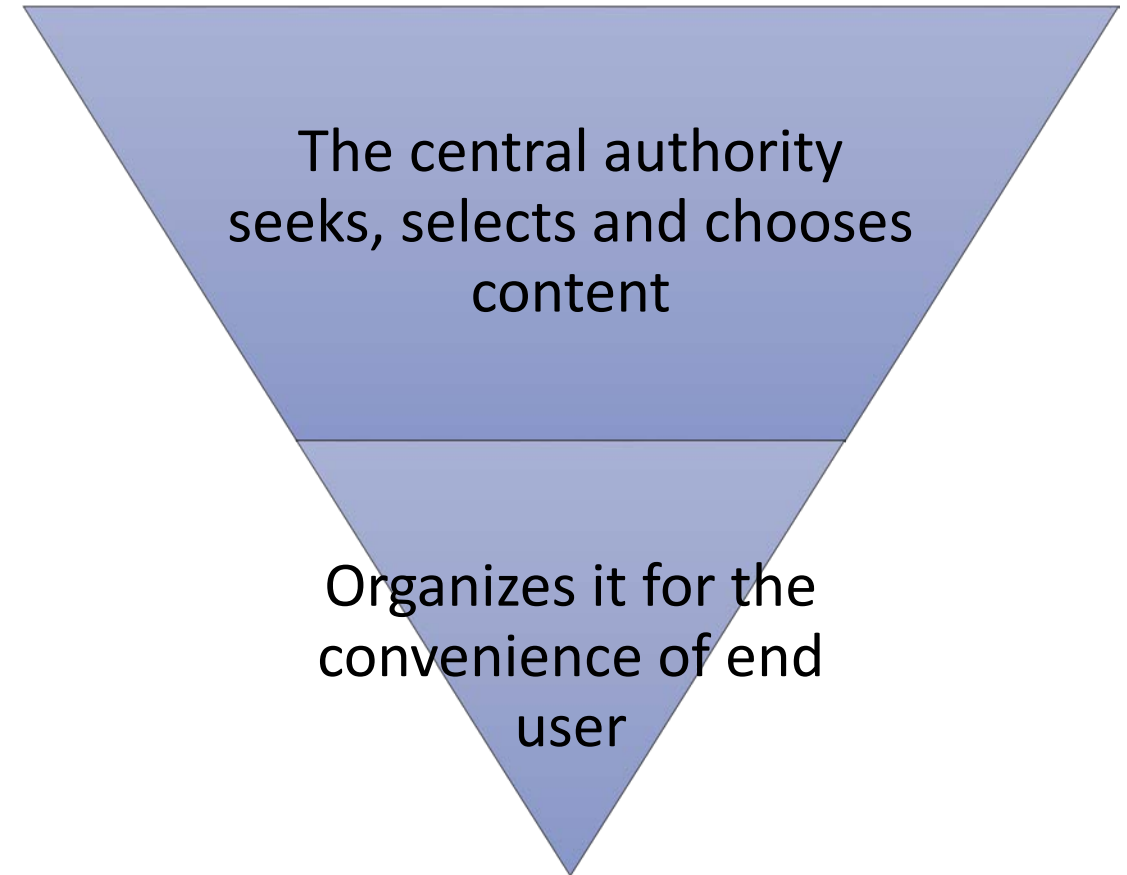 The central authority
seeks, selects and chooses
content
Organizes it for the
convenience of end
user